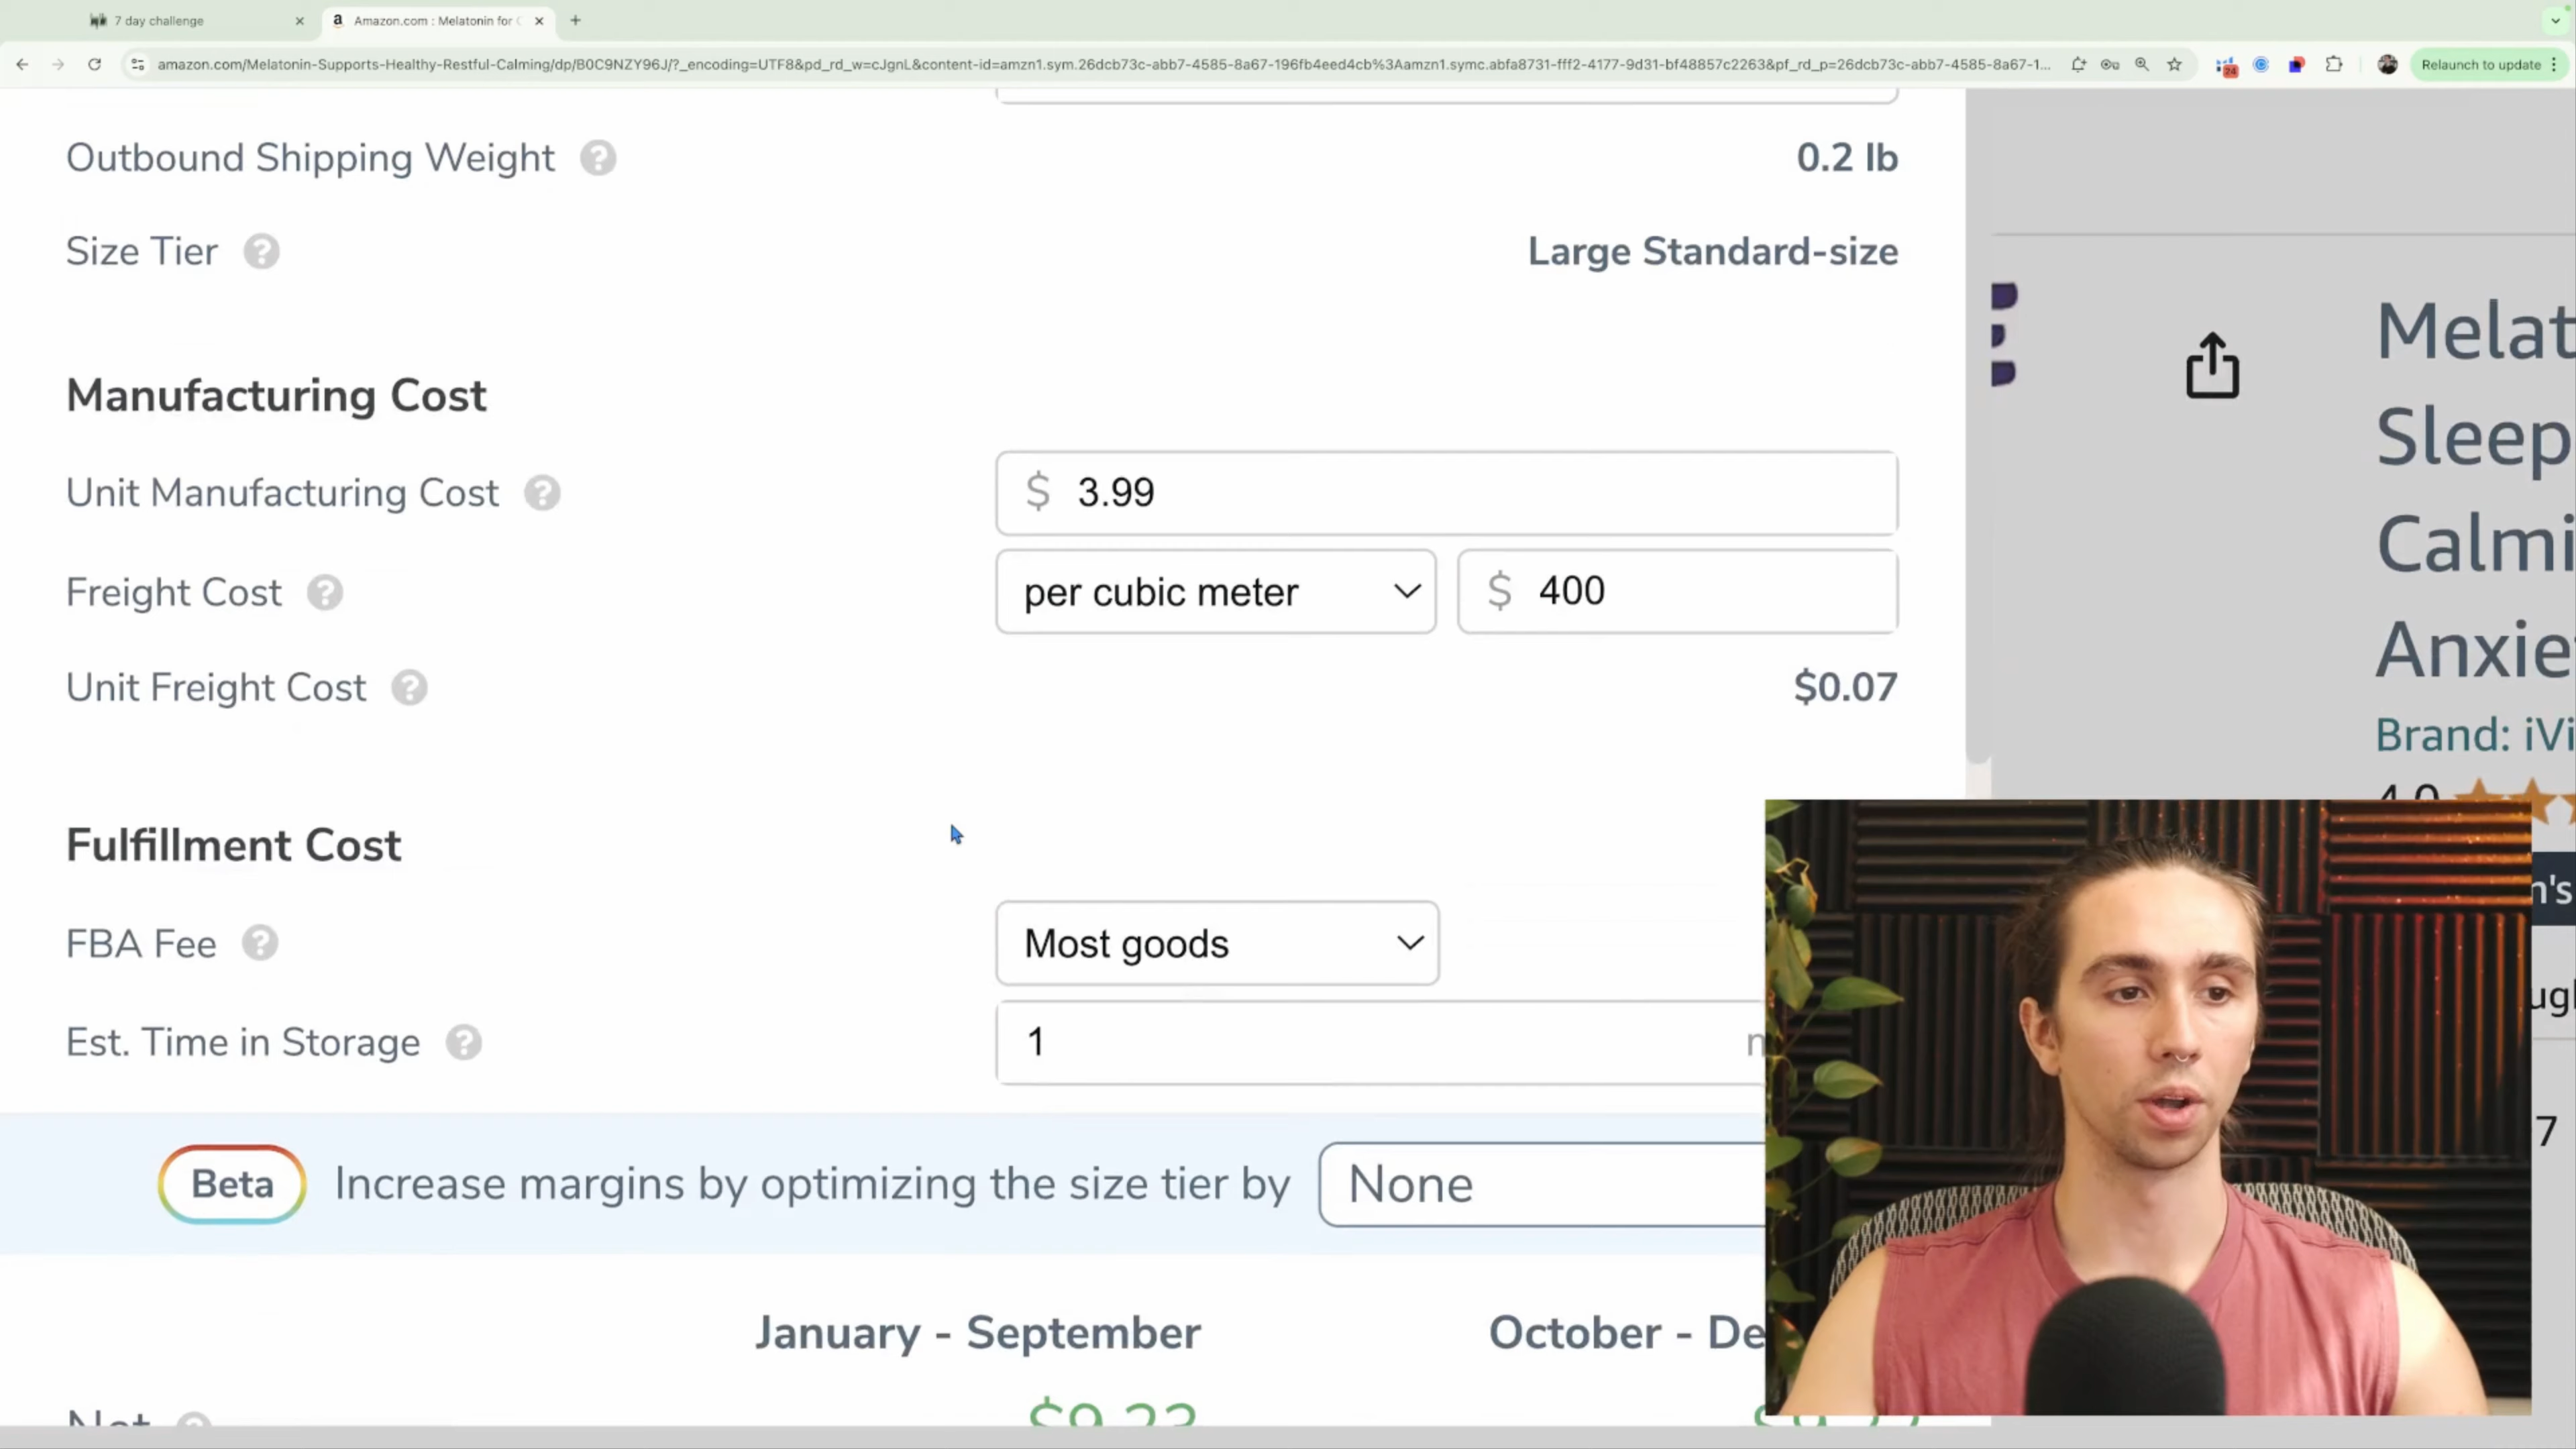 7 day challenge
Amazon.com : Melatonin for
amazon.com/Melatonin-Supports-Healthy-Restful-Calming/dp/B0C9NZY96J/?_encoding=UTF8&pd_rd_w=cJgnL&content-id=amzn1.sym.26dcb73c-abb7-4585-8a67-196fb4eed4cb%3Aamzn1.symc.abfa8731-fff2-4177-9d31-bf48857c2263&pf_rd_p=26dcb73c-abb7-4585-8a67-1...
24
Relaunch to update
Outbound Shipping Weight ? 0.2 lb
Size Tier ? Large Standard-size
Manufacturing Cost
Unit Manufacturing Cost ? $ 3.99
Freight Cost ? per cubic meter $ 400
Unit Freight Cost ? $0.07
Fulfillment Cost
FBA Fee ? Most goods
Est. Time in Storage ? 1
Beta Increase margins by optimizing the size tier by None
January - September October - De
Net
Melat
Sleep
Calmi
Anxie
Brand: iVi
4.0
n's
7